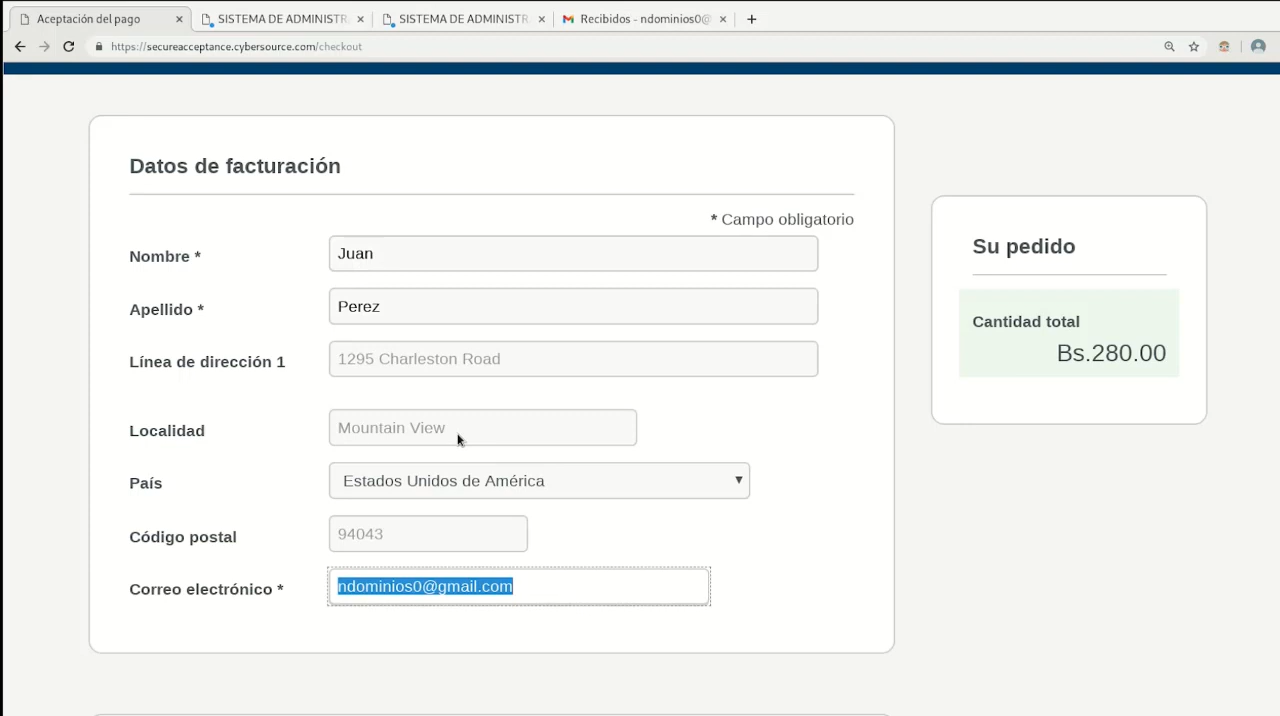 Aceptación del pago
SISTEMA DE ADMINISTR
SISTEMA DE ADMINISTR
Recibidos - ndominios0@
https://secureacceptance.cybersource.com/checkout
Datos de facturación
* Campo obligatorio
Nombre *
Juan
Apellido *
Perez
Línea de dirección 1
1295 Charleston Road
Localidad
Mountain View
País
Estados Unidos de América
Código postal
94043
Correo electrónico *
ndominios0@gmail.com
Su pedido
Cantidad total
Bs.280.00